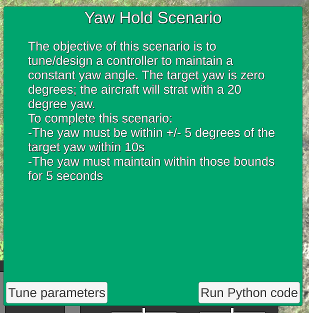 Yaw Hold Scenario
The objective of this scenario is to
tune/design a controller to maintain a
constant yaw angle. The target yaw is zero
degrees; the aircraft will strat with a 20
degree yaw.
To complete this scenario:
-The yaw must be within +/- 5 degrees of the
target yaw within 10s
-The yaw must maintain within those bounds
for 5 seconds
Tune parameters
Run Python code